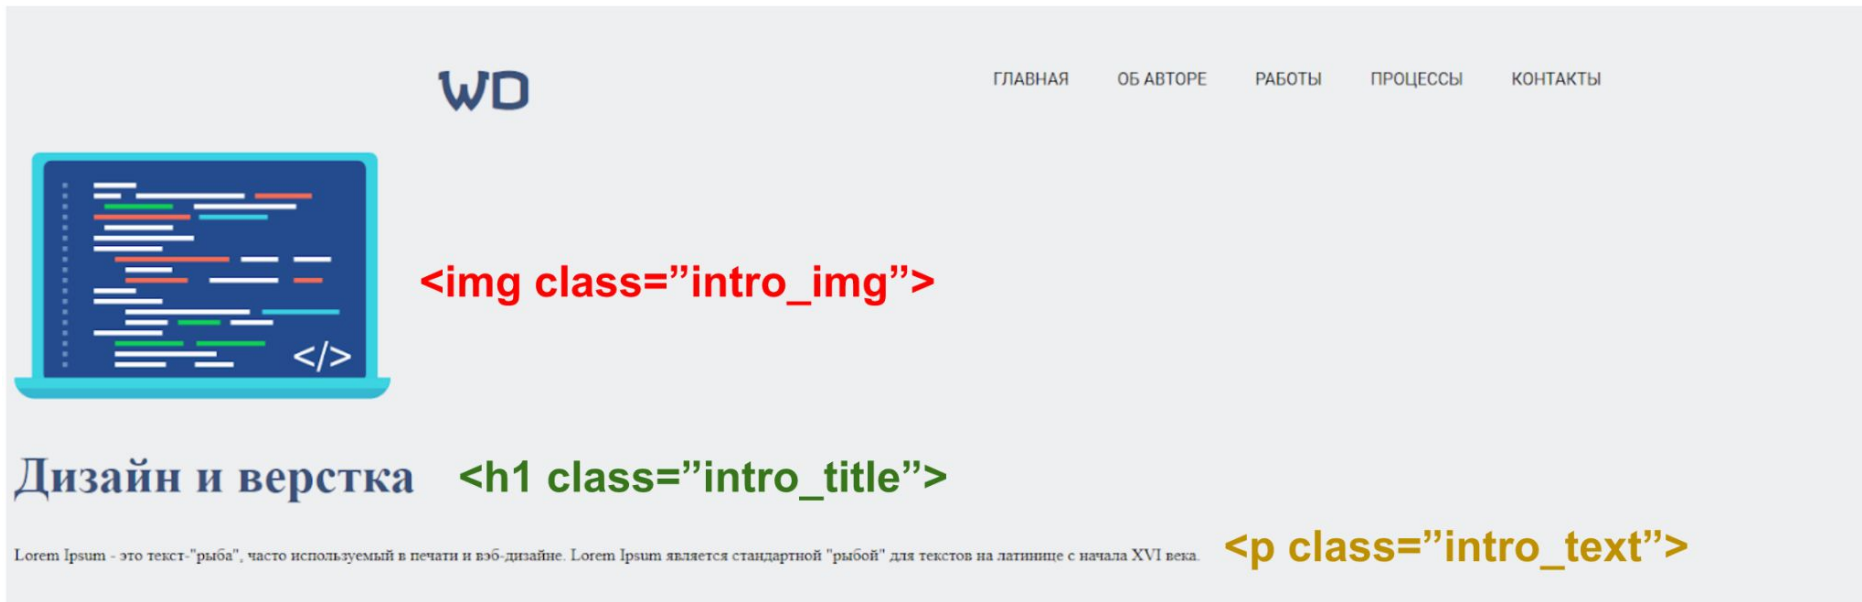 WD
ГЛАВНАЯ ОБ АВТОРЕ РАБОТЫ ПРОЦЕССЫ КОНТАКТЫ
</>
<img class=”intro_img”>
Дизайн и верстка
<h1 class=”intro_title”>
Lorem Ipsum - это текст-"рыба", часто используемый в печати и вэб-дизайне. Lorem Ipsum является стандартной "рыбой" для текстов на латинице с начала XVI века.
<p class=”intro_text”>